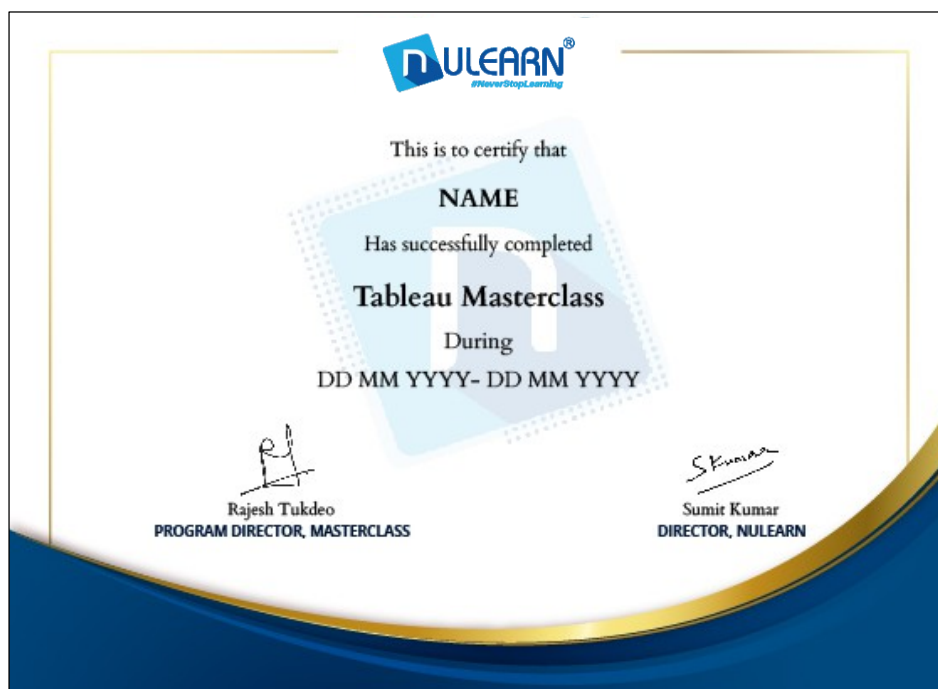 nULEARN®
#NeverStopLearning
This is to certify that
NAME
Has successfully completed
Tableau Masterclass
During
DD MM YYYY- DD MM YYYY
SKumar
Rajesh Tukdeo
PROGRAM DIRECTOR, MASTERCLASS
Sumit Kumar
DIRECTOR, NULEARN